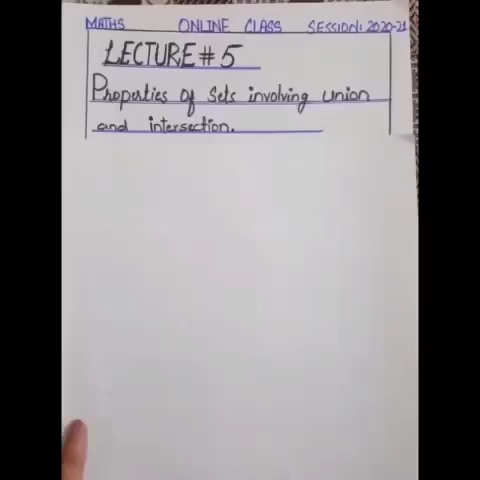 MATHS ONLINE CLASS SESSION: 2020-21
LECTURE # 5
Properties of Sets involving union
and intersection.